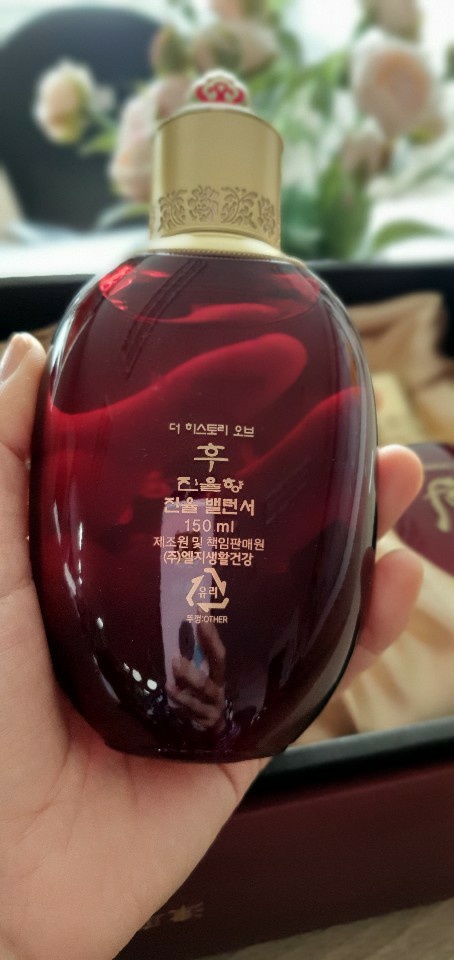 더 히스토리 오브
후
진율향
진율 밸런서
150 ml
제조원 및 책임판매원
(주)엘지생활건강
유리
뚜껑:OTHER